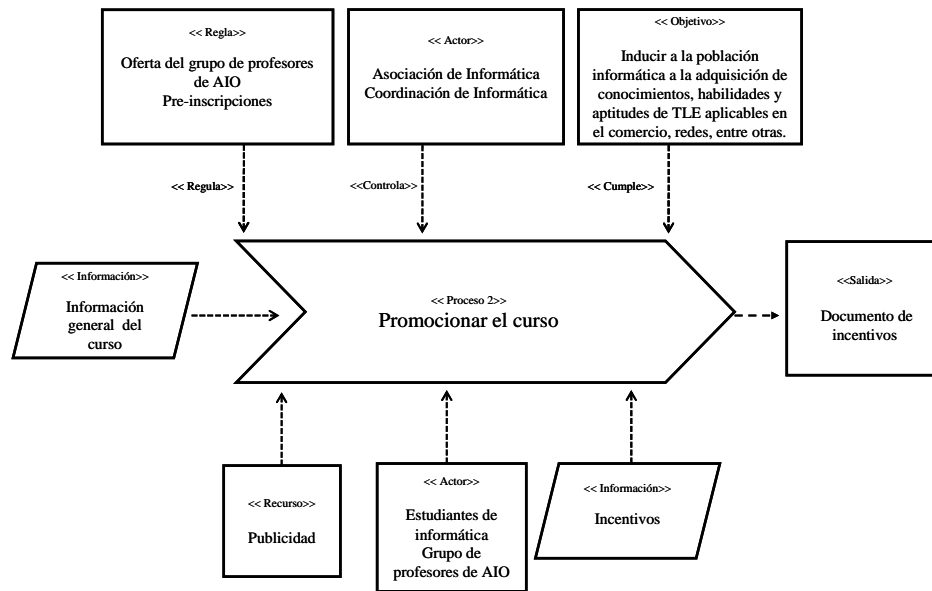 << Regla>>
Oferta del grupo de profesores
de AIO
Pre-inscripciones
<< Actor>>
Asociación de Informática
Coordinación de Informática
<< Objetivo>>
Inducir a la población
informática a la adquisición de
conocimientos, habilidades y
aptitudes de TLE aplicables en
el comercio, redes, entre otras.
<< Regula>>
<<Controla>>
<< Cumple>>
<< Información>>
Información
general del
curso
<< Proceso 2>>
Promocionar el curso
<<Salida>>
Documento de
incentivos
<< Recurso>>
Publicidad
<< Actor>>
Estudiantes de
informática
Grupo de
profesores de AIO
<< Información>>
Incentivos